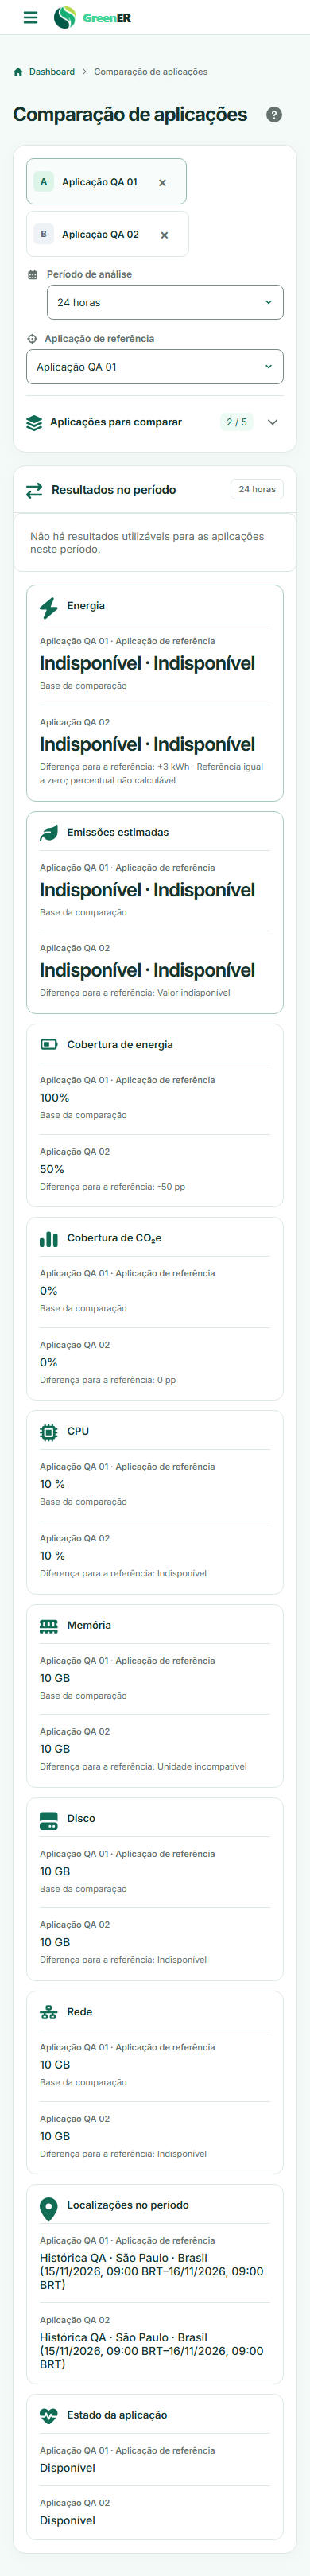 GreenER
Dashboard > Comparação de aplicações
Comparação de aplicações ?
A Aplicação QA 01 ×
B Aplicação QA 02 ×
Período de análise
24 horas
Aplicação de referência
Aplicação QA 01
Aplicações para comparar 2 / 5
Resultados no período 24 horas
Não há resultados utilizáveis para as aplicações
neste período.
Energia
Aplicação QA 01 · Aplicação de referência
Indisponível · Indisponível
Base da comparação
Aplicação QA 02
Indisponível · Indisponível
Diferença para a referência: +3 kWh · Referência igual
a zero; percentual não calculável
Emissões estimadas
Aplicação QA 01 · Aplicação de referência
Indisponível · Indisponível
Base da comparação
Aplicação QA 02
Indisponível · Indisponível
Diferença para a referência: Valor indisponível
Cobertura de energia
Aplicação QA 01 · Aplicação de referência
100%
Base da comparação
Aplicação QA 02
50%
Diferença para a referência: -50 pp
Cobertura de CO₂e
Aplicação QA 01 · Aplicação de referência
0%
Base da comparação
Aplicação QA 02
0%
Diferença para a referência: 0 pp
CPU
Aplicação QA 01 · Aplicação de referência
10 %
Base da comparação
Aplicação QA 02
10 %
Diferença para a referência: Indisponível
Memória
Aplicação QA 01 · Aplicação de referência
10 GB
Base da comparação
Aplicação QA 02
10 GB
Diferença para a referência: Unidade incompatível
Disco
Aplicação QA 01 · Aplicação de referência
10 GB
Base da comparação
Aplicação QA 02
10 GB
Diferença para a referência: Indisponível
Rede
Aplicação QA 01 · Aplicação de referência
10 GB
Base da comparação
Aplicação QA 02
10 GB
Diferença para a referência: Indisponível
Localizações no período
Aplicação QA 01 · Aplicação de referência
Histórica QA · São Paulo · Brasil
(15/11/2026, 09:00 BRT–16/11/2026, 09:00
BRT)
Aplicação QA 02
Histórica QA · São Paulo · Brasil
(15/11/2026, 09:00 BRT–16/11/2026, 09:00
BRT)
Estado da aplicação
Aplicação QA 01 · Aplicação de referência
Disponível
Aplicação QA 02
Disponível